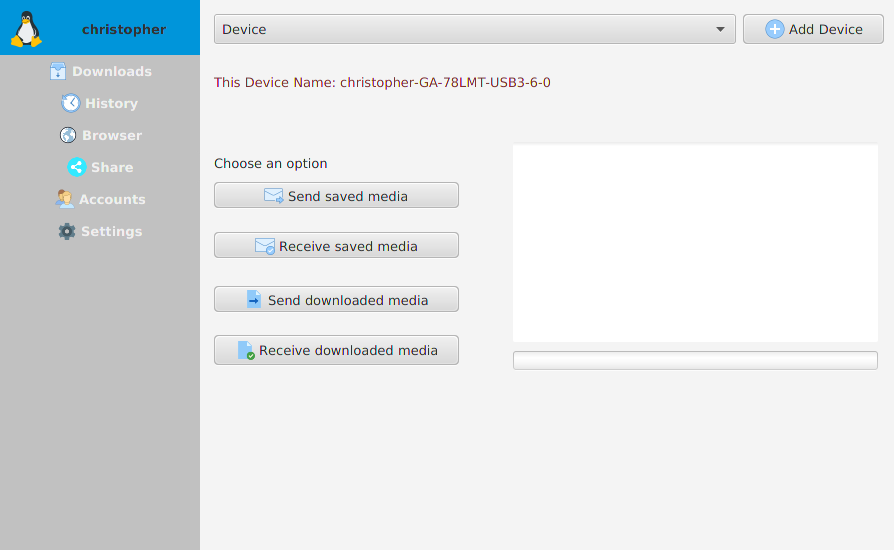 christopher
Downloads
History
Browser
Share
Accounts
Settings
Device
Add Device
This Device Name: christopher-GA-78LMT-USB3-6-0
Choose an option
Send saved media
Receive saved media
Send downloaded media
Receive downloaded media